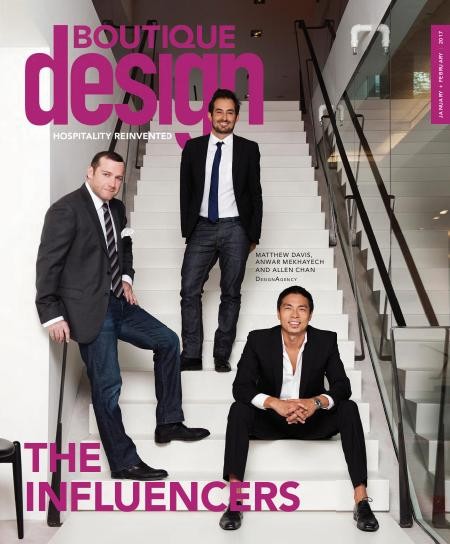 BOUTIQUE
design
HOSPITALITY REINVENTED
JANUARY + FEBRUARY 2017
MATTHEW DAVIS,
ANWAR MEKHAYECH
AND ALLEN CHAN
DESIGNAGENCY
THE
INFLUENCERS